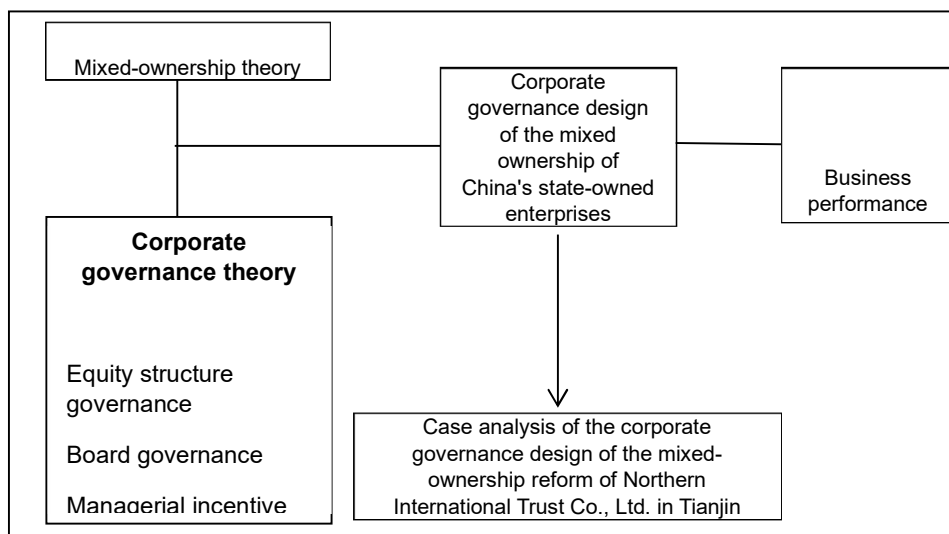 Mixed-ownership theory
Corporate
governance design
of the mixed
ownership of
China's state-owned
enterprises
Business
performance
Corporate
governance theory
Equity structure
governance
Board governance
Managerial incentive
Case analysis of the corporate
governance design of the mixed-
ownership reform of Northern
International Trust Co., Ltd. in Tianjin